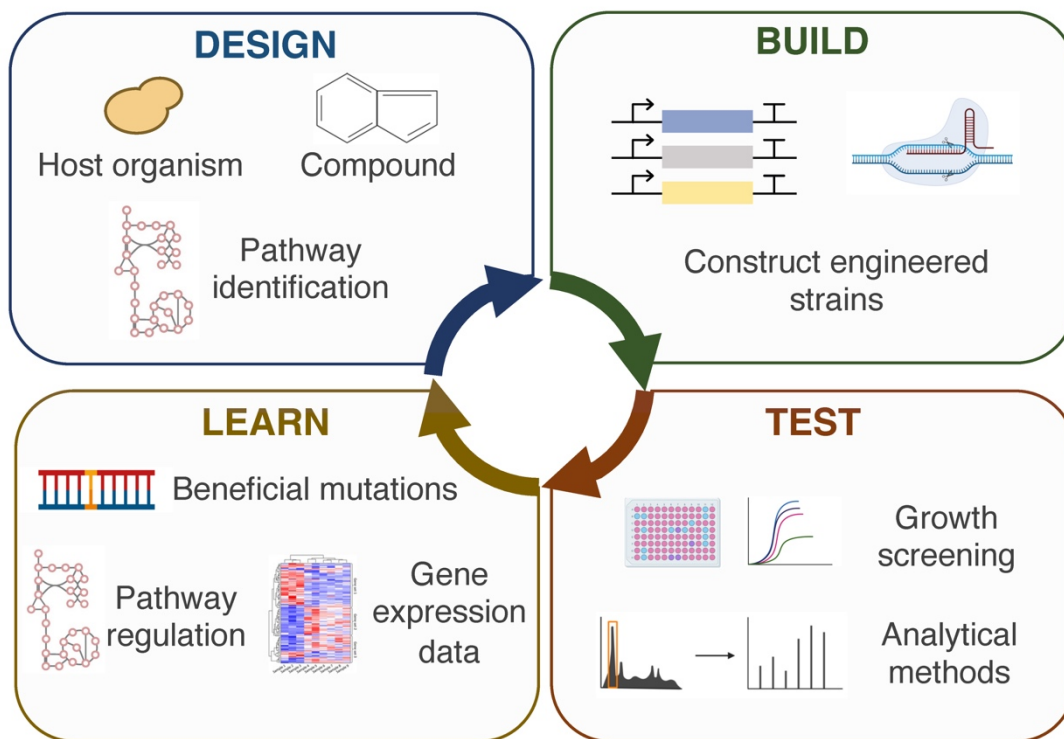 DESIGN
Host organism
Compound
Pathway
identification
BUILD
Construct engineered
strains
LEARN
Beneficial mutations
Pathway
regulation
Gene
expression
data
TEST
Growth
screening
Analytical
methods